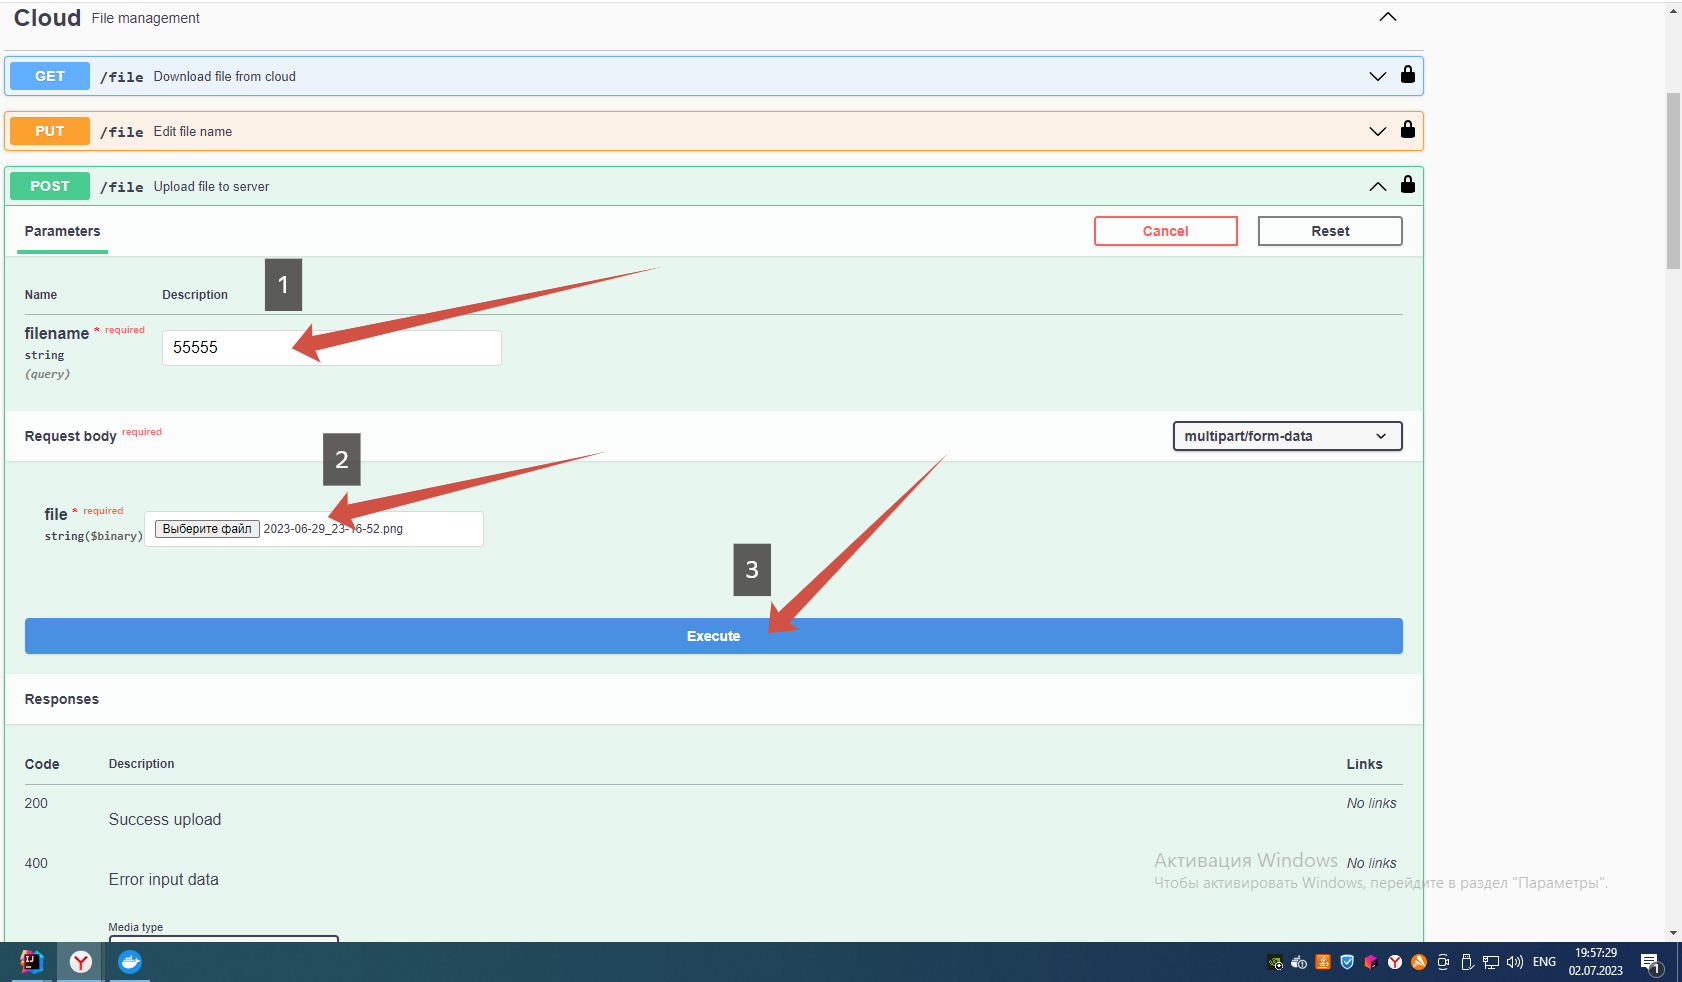 Cloud File management
GET /file Download file from cloud
PUT /file Edit file name
POST /file Upload file to server
Parameters Cancel Reset
1
Name Description
filename * required
string
(query)
55555
Request body required multipart/form-data
2
file * required
string($binary)
Выберите файл 2023-06-29_23-16-52.png
3
Execute
Responses
Code Description Links
200 No links
Success upload
400 No links
Error input data
Media type
Активация Windows
Чтобы активировать Windows, перейдите в раздел "Параметры".
IJ
Y
Y
ENG
19:57:29
02.07.2023
1